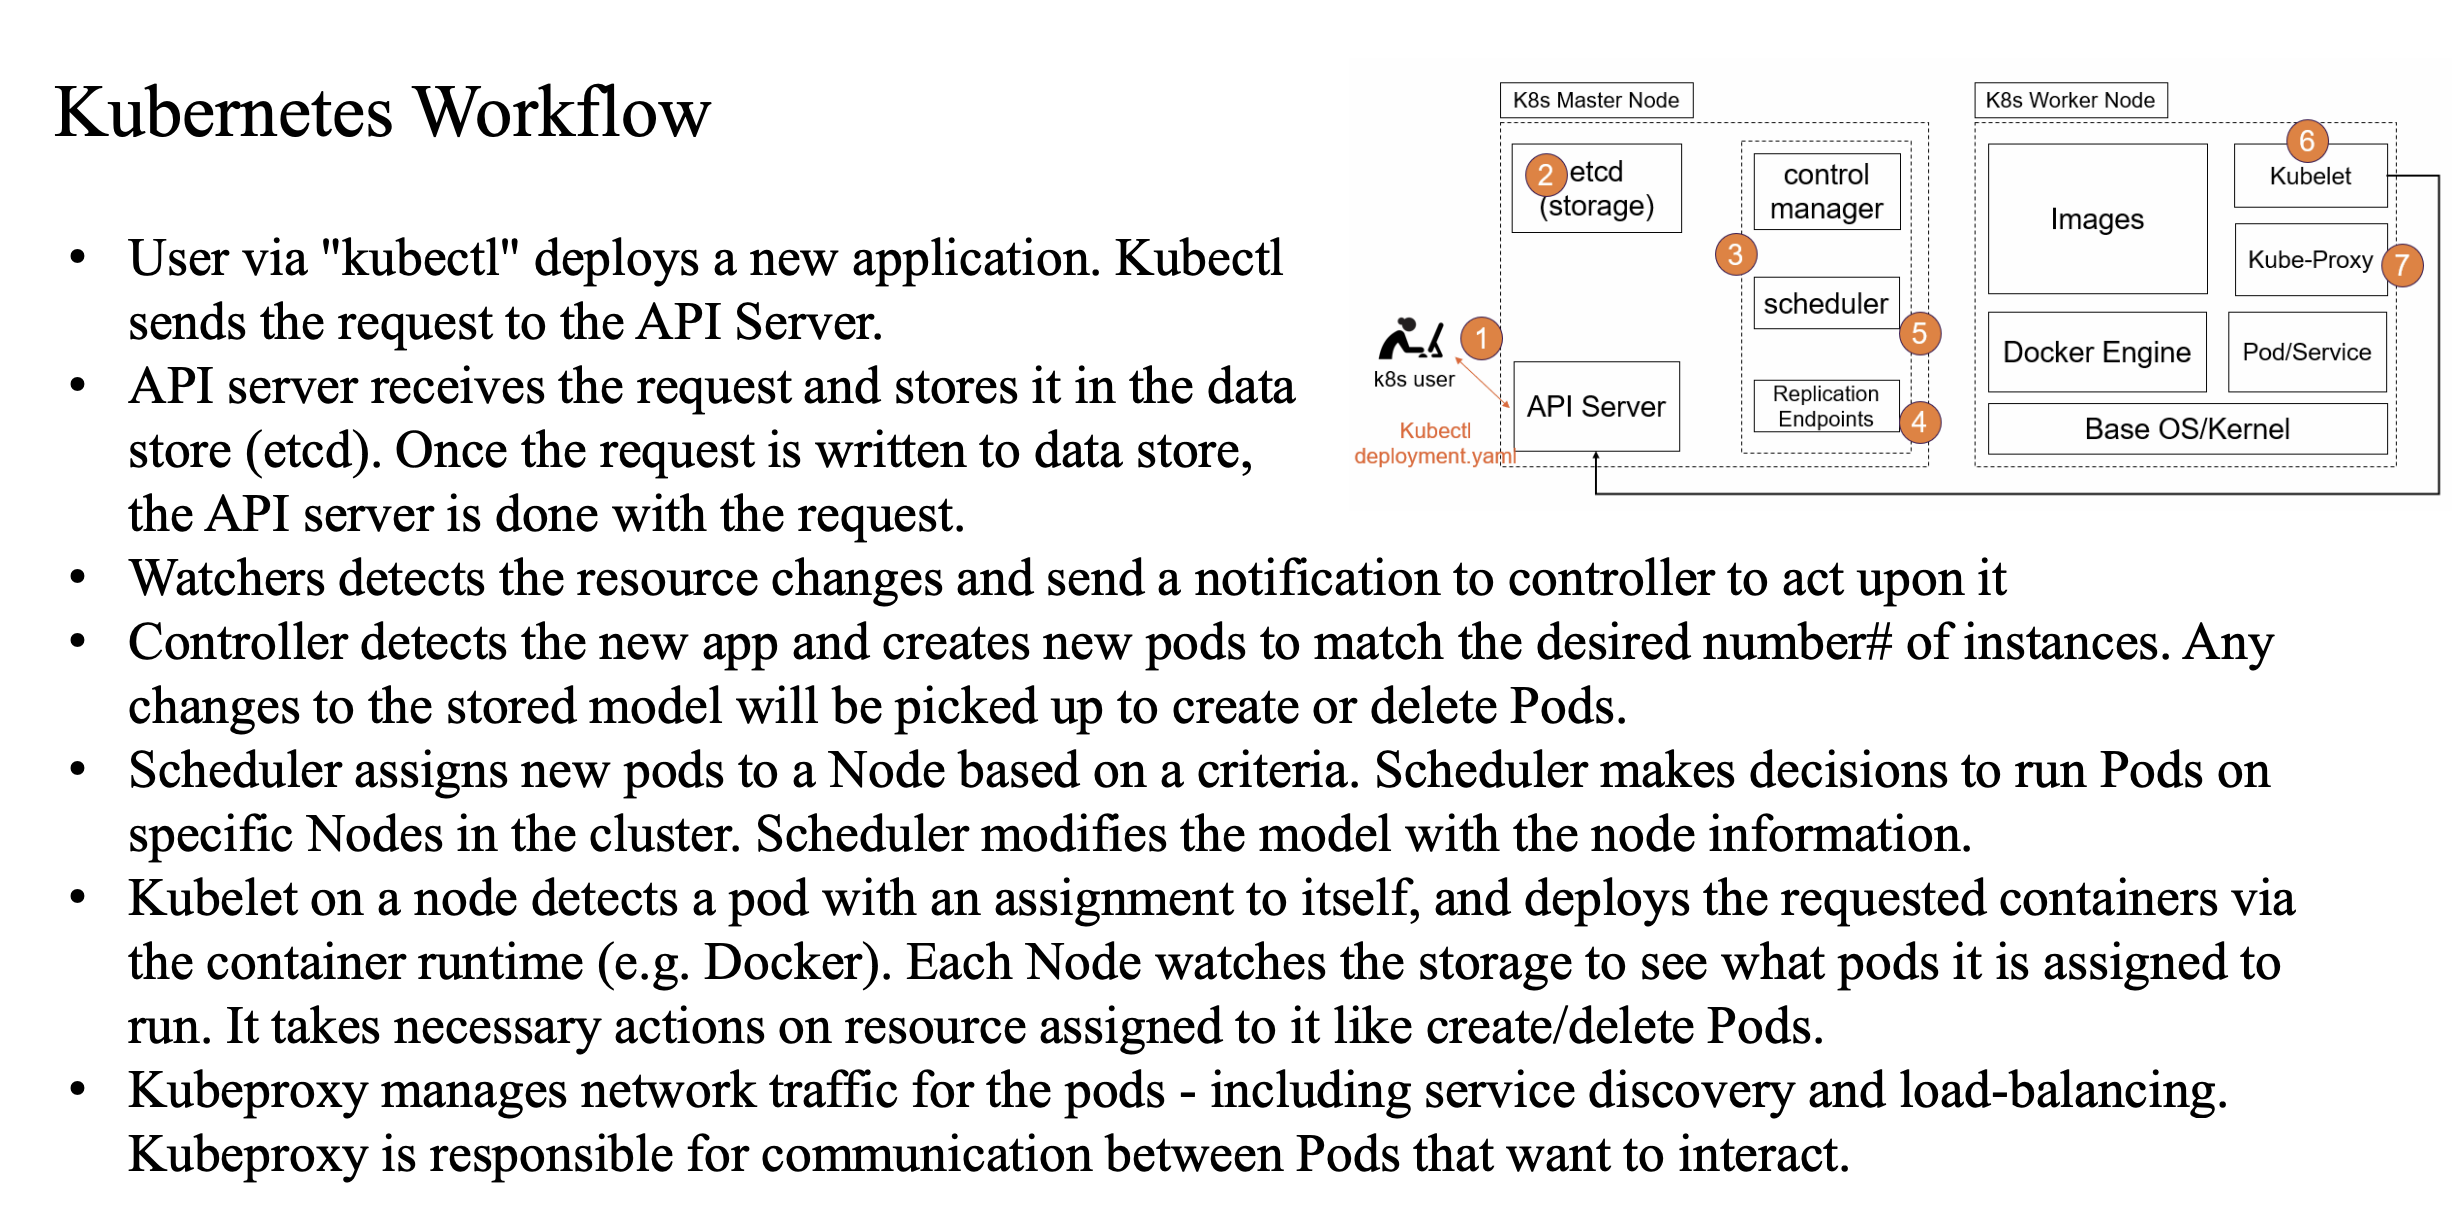 Kubernetes Workflow
• User via "kubectl" deploys a new application. Kubectl
sends the request to the API Server.
• API server receives the request and stores it in the data
store (etcd). Once the request is written to data store,
the API server is done with the request.
• Watchers detects the resource changes and send a notification to controller to act upon it
• Controller detects the new app and creates new pods to match the desired number# of instances. Any
changes to the stored model will be picked up to create or delete Pods.
• Scheduler assigns new pods to a Node based on a criteria. Scheduler makes decisions to run Pods on
specific Nodes in the cluster. Scheduler modifies the model with the node information.
• Kubelet on a node detects a pod with an assignment to itself, and deploys the requested containers via
the container runtime (e.g. Docker). Each Node watches the storage to see what pods it is assigned to
run. It takes necessary actions on resource assigned to it like create/delete Pods.
• Kubeproxy manages network traffic for the pods - including service discovery and load-balancing.
Kubeproxy is responsible for communication between Pods that want to interact.
K8s Master Node
2
etcd
(storage)
control
manager
3
scheduler
5
1
k8s user
Kubectl
deployment.yaml
API Server
Replication
Endpoints
4
K8s Worker Node
6
Images
Kubelet
Kube-Proxy
7
Docker Engine
Pod/Service
Base OS/Kernel